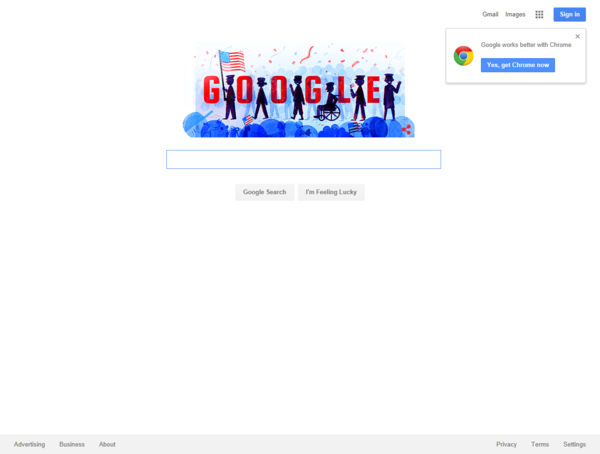 Gmail Images Sign in
Google works better with Chrome
Yes, get Chrome now
GOOGLE
Google Search I'm Feeling Lucky
Advertising Business About Privacy Terms Settings